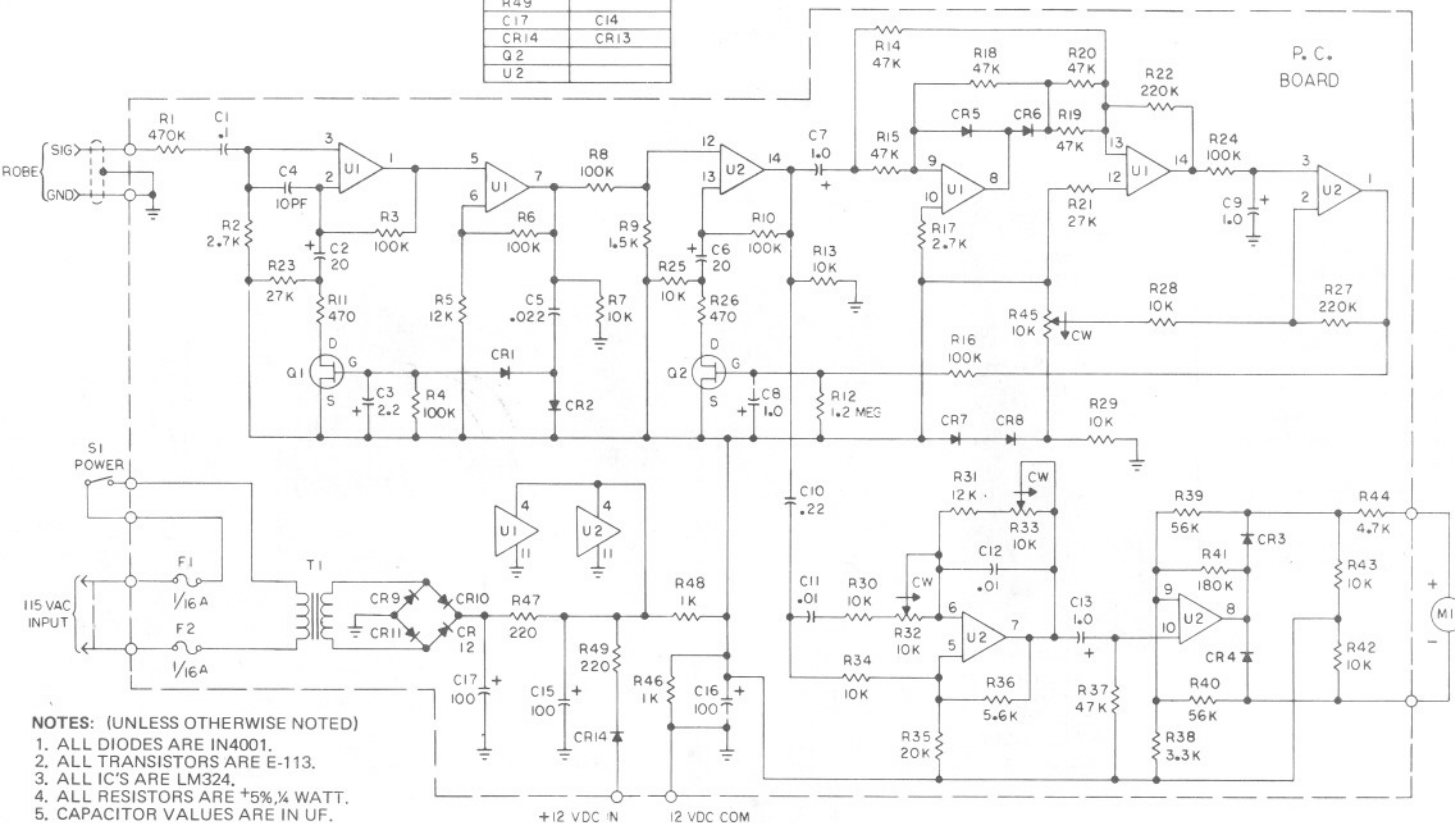 R49
C17 C14
CR14 CR13
Q2
U2
P. C.
BOARD
R14
47K
R18
47K
R20
47K
R22
220K
R1
470K
C1
.1
ROBE
SIG
GND
C4
10PF
3
2
U1
1
R2
2.7K
R3
100K
+ C2
20
R23
27K
R11
470
D
G
S
Q1
+ C3
2.2
R4
100K
5
6
U1
7
R6
100K
R5
12K
C5
.022
R7
10K
CR1
CR2
R8
100K
R9
1.5K
12
13
U2
14
R10
100K
+ C6
20
R25
10K
R26
470
D
G
S
Q2
+ C8
1.0
R12
1.2 MEG
R13
10K
C7
1.0
+
R15
47K
CR5
CR6
R19
47K
9
10
U1
8
R17
2.7K
13
12
U1
14
R21
27K
R24
100K
C9
1.0
+
3
2
U2
1
R45
10K
CW
R28
10K
R27
220K
R16
100K
CR7
CR8
R29
10K
S1
POWER
F1
1/16A
115 VAC
INPUT
F2
1/16A
T1
CR9
CR10
CR11
CR
12
4
U1
11
4
U2
11
R47
220
R48
1K
C17
100
+
C15
100
+
R49
220
CR14
R46
1K
C16
100
+
+12 VDC IN
12 VDC COM
C10
.22
C11
.01
R30
10K
CW
R32
10K
R31
12K
CW
R33
10K
C12
.01
6
5
U2
7
R34
10K
R36
5.6K
R35
20K
C13
1.0
+
R37
47K
R39
56K
R41
180K
CR3
9
10
U2
8
CR4
R40
56K
R38
3.3K
R44
4.7K
R43
10K
R42
10K
+
M1
-
NOTES: (UNLESS OTHERWISE NOTED)
1. ALL DIODES ARE IN4001.
2. ALL TRANSISTORS ARE E-113.
3. ALL IC'S ARE LM324.
4. ALL RESISTORS ARE +5%,¼ WATT.
5. CAPACITOR VALUES ARE IN UF.